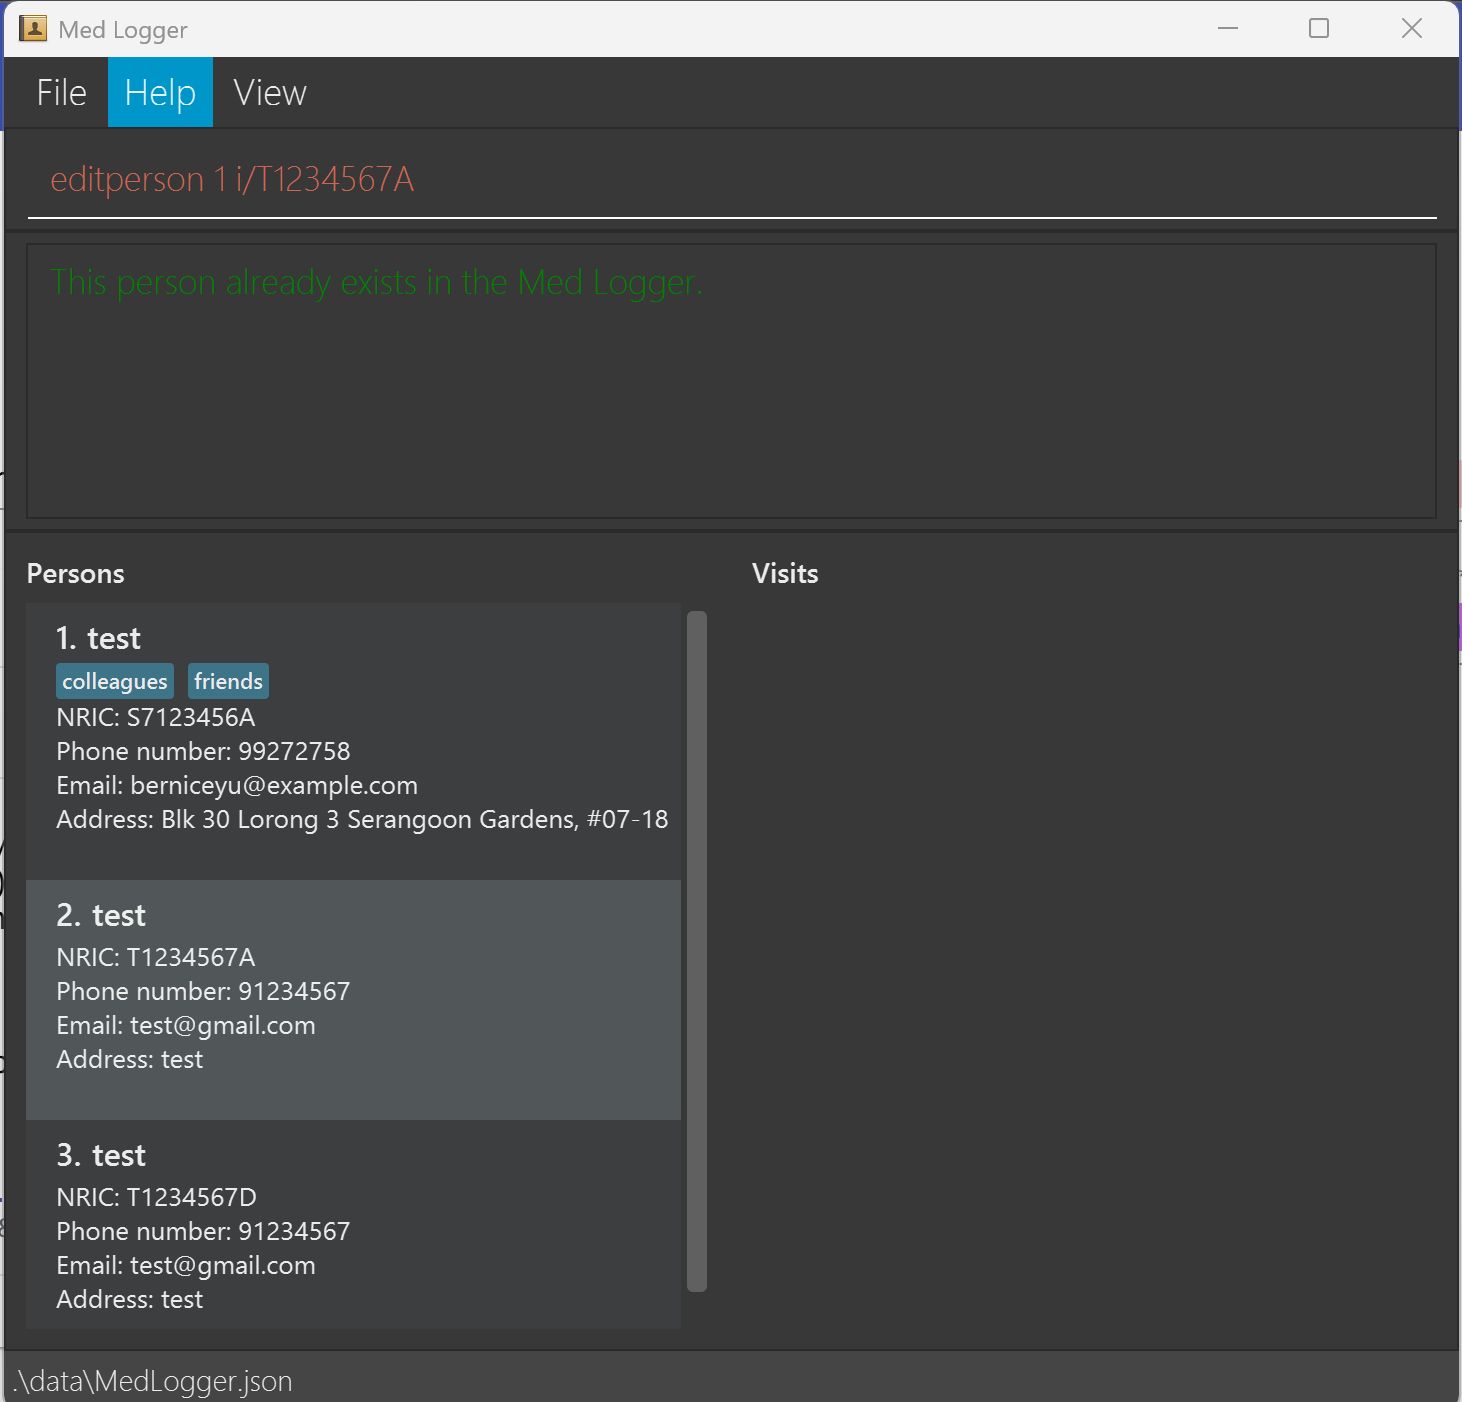 Med Logger
File Help View
editperson 1 i/T1234567A
This person already exists in the Med Logger.
Persons
1. test
colleagues friends
NRIC: S7123456A
Phone number: 99272758
Email: berniceyu@example.com
Address: Blk 30 Lorong 3 Serangoon Gardens, #07-18
2. test
NRIC: T1234567A
Phone number: 91234567
Email: test@gmail.com
Address: test
3. test
NRIC: T1234567D
Phone number: 91234567
Email: test@gmail.com
Address: test
Visits
.\data\MedLogger.json